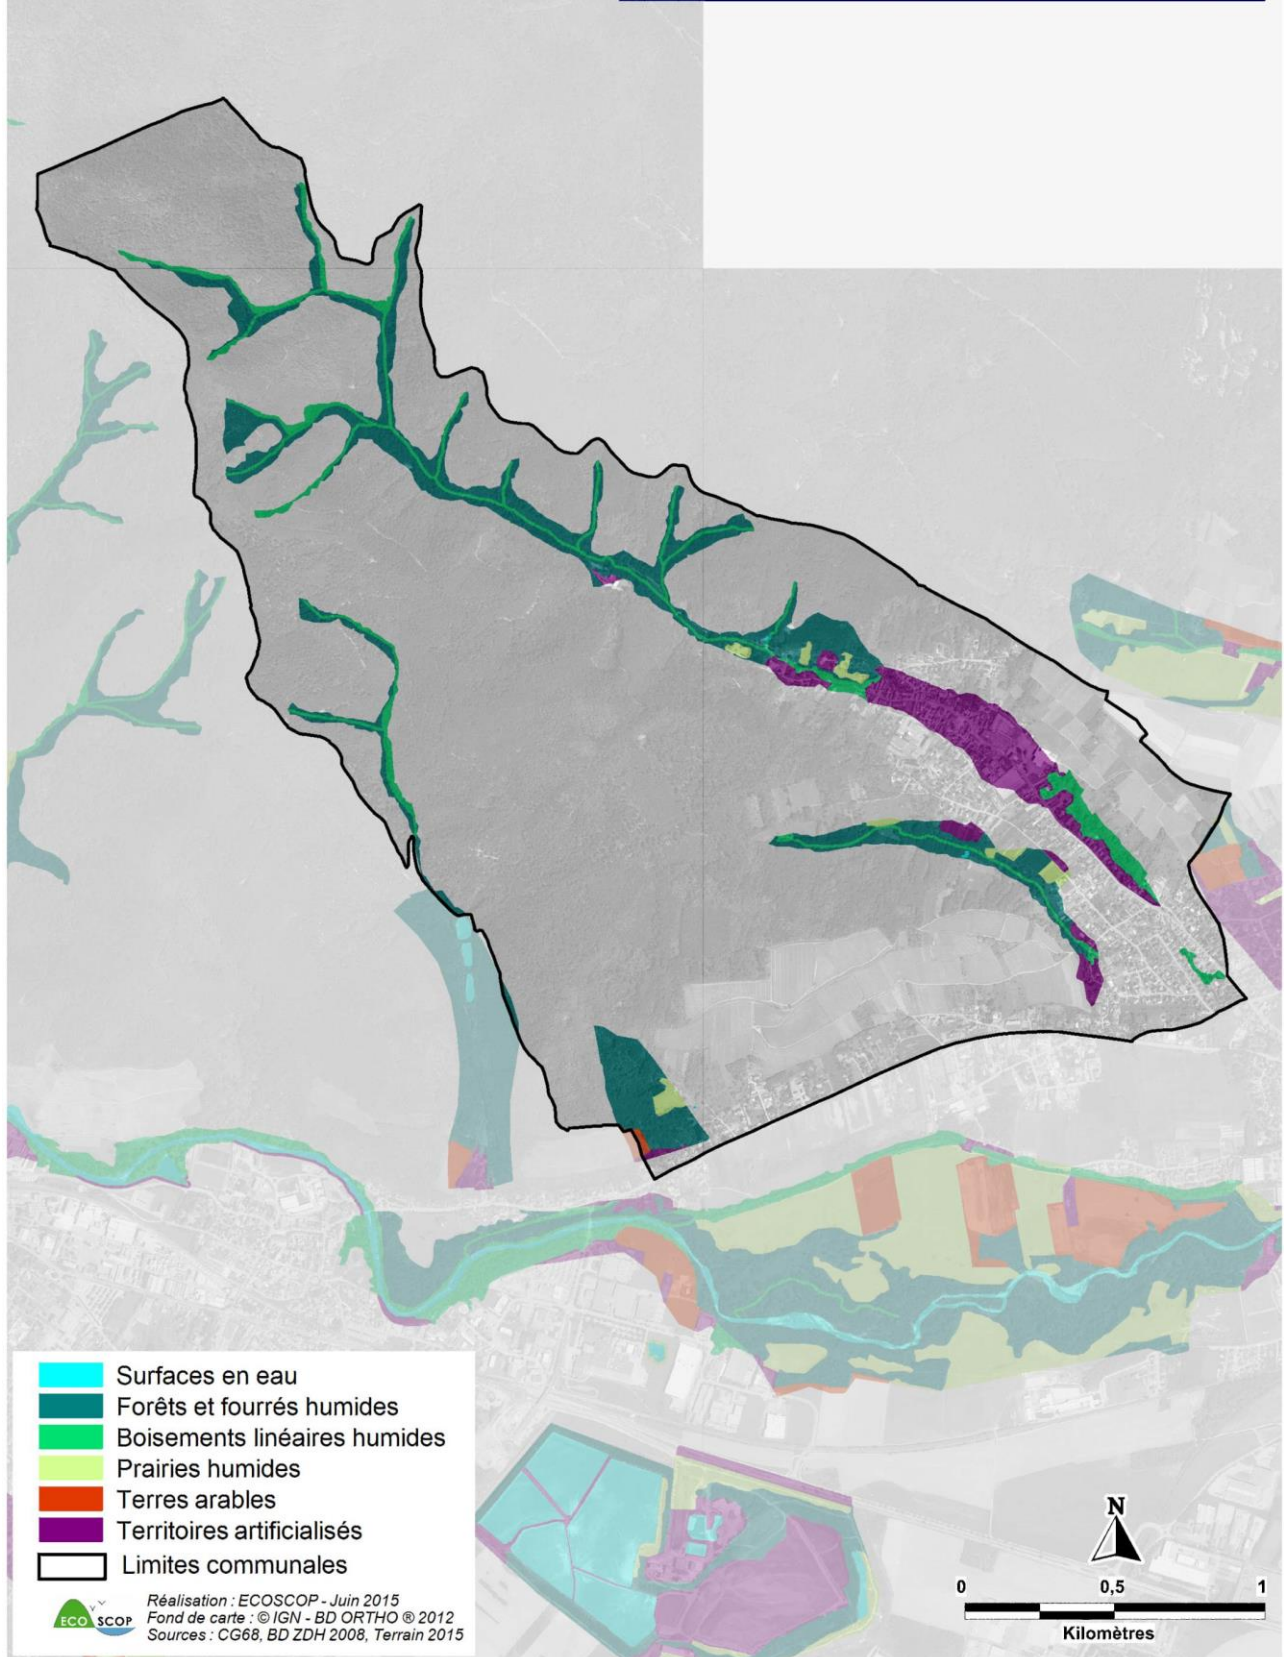 Surfaces en eau
Forêts et fourrés humides
Boisements linéaires humides
Prairies humides
Terres arables
Territoires artificialisés
Limites communales
ECO SCOP
Réalisation : ECOSCOP - Juin 2015
Fond de carte : © IGN - BD ORTHO ® 2012
Sources : CG68, BD ZDH 2008, Terrain 2015
N
0 0,5 1
Kilomètres